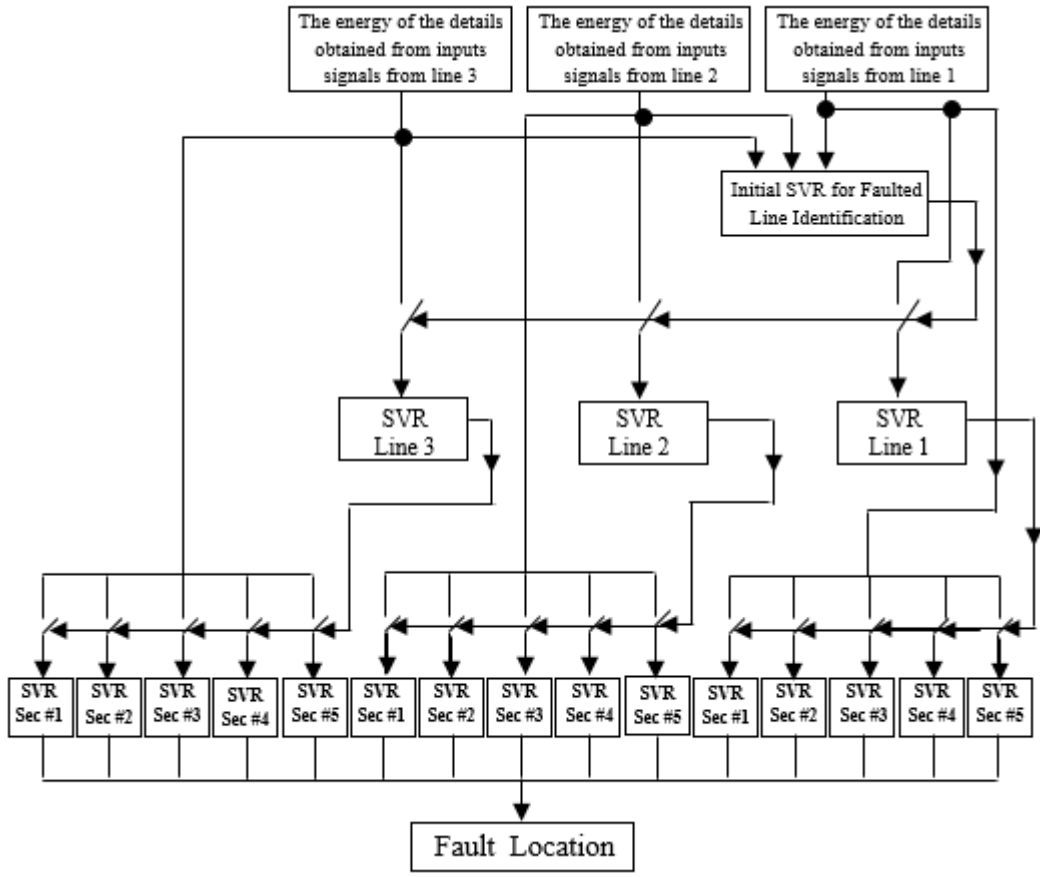 The energy of the details
obtained from inputs
signals from line 3
The energy of the details
obtained from inputs
signals from line 2
The energy of the details
obtained from inputs
signals from line 1
Initial SVR for Faulted
Line Identification
SVR
Line 3
SVR
Line 2
SVR
Line 1
SVR
Sec #1
SVR
Sec #2
SVR
Sec #3
SVR
Sec #4
SVR
Sec #5
SVR
Sec #1
SVR
Sec #2
SVR
Sec #3
SVR
Sec #4
SVR
Sec #5
SVR
Sec #1
SVR
Sec #2
SVR
Sec #3
SVR
Sec #4
SVR
Sec #5
Fault Location